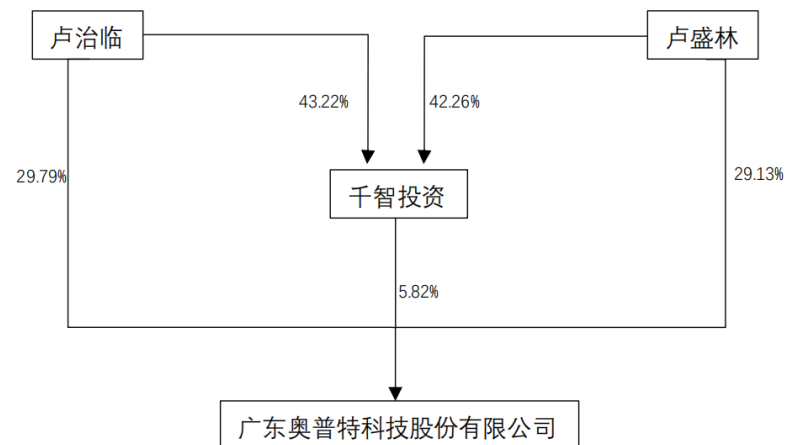 卢治临
卢盛林
43.22%
42.26%
29.79%
29.13%
千智投资
5.82%
广东奥普特科技股份有限公司